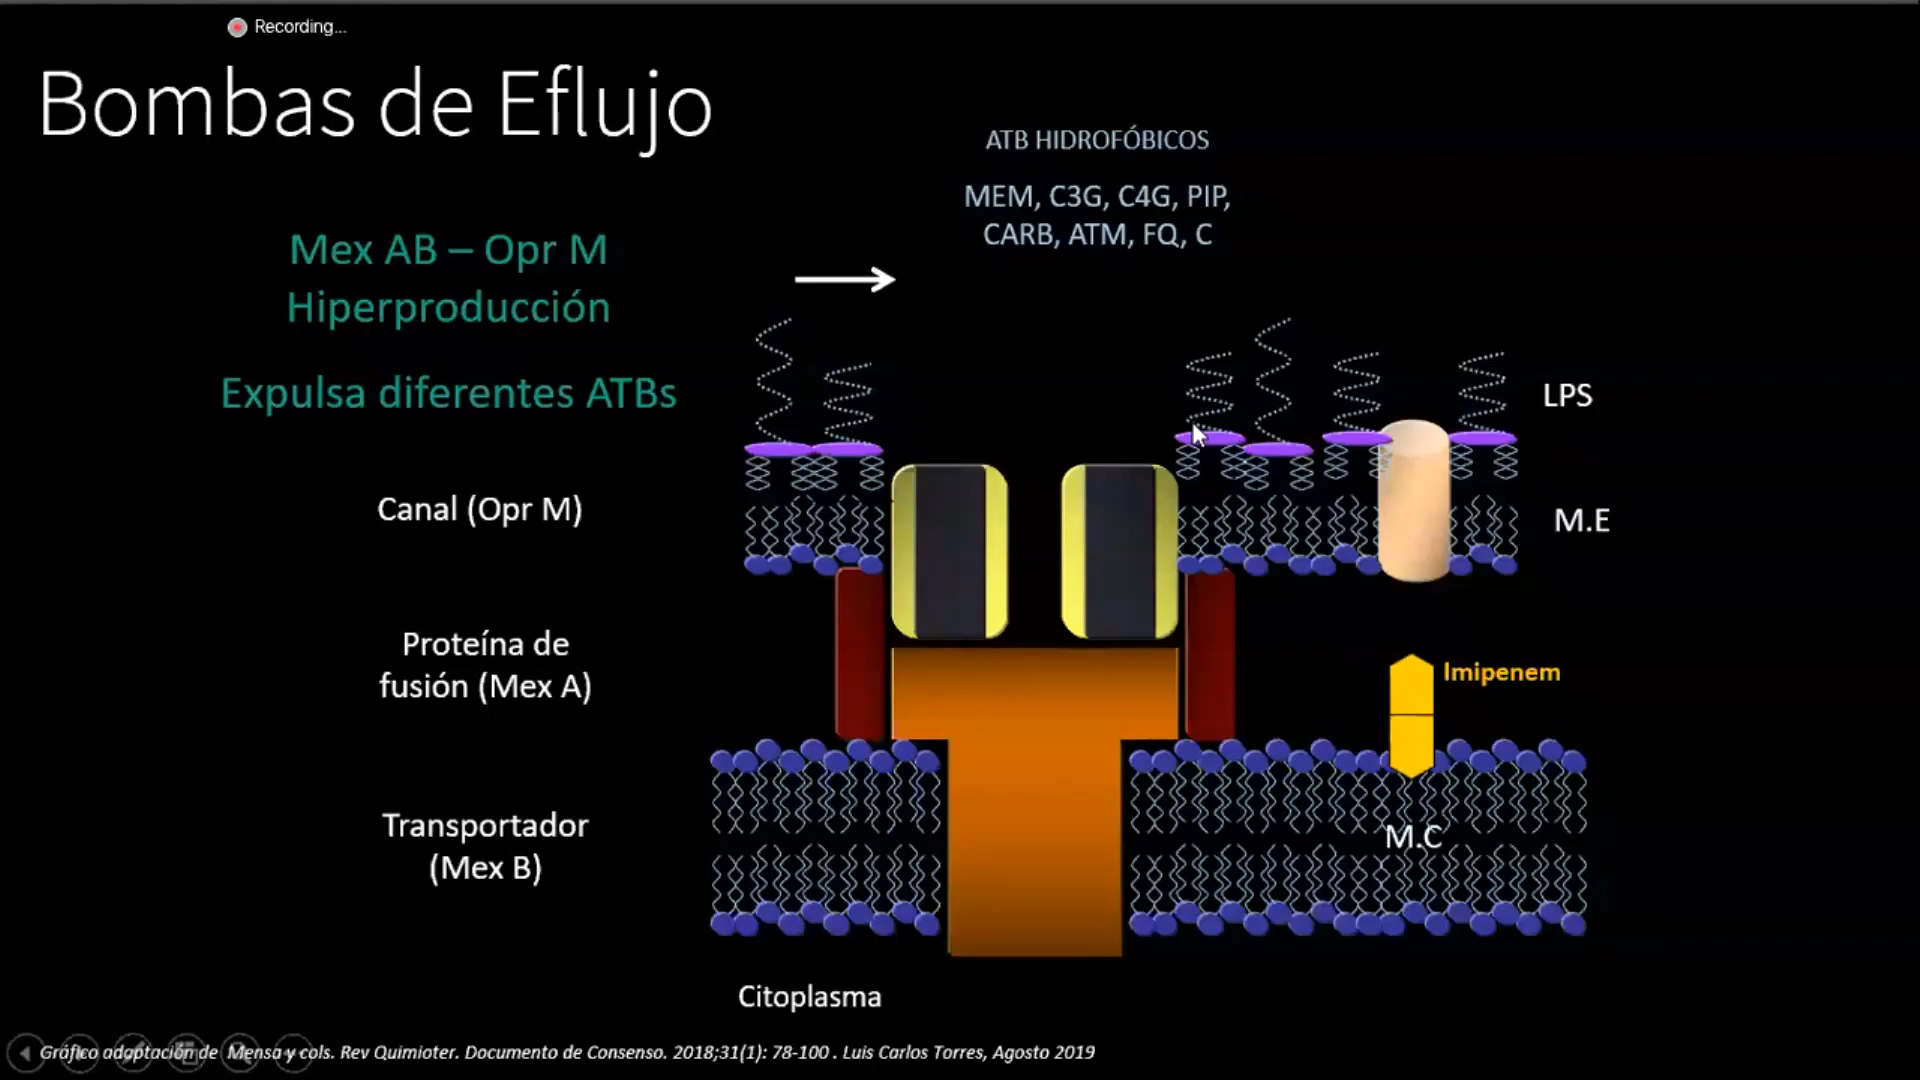 Recording...
Bombas de Eflujo
ATB HIDROFÓBICOS
MEM, C3G, C4G, PIP,
CARB, ATM, FQ, C
Mex AB – Opr M
Hiperproducción
Expulsa diferentes ATBs
LPS
Canal (Opr M)
M.E
Proteína de
fusión (Mex A)
Imipenem
Transportador
(Mex B)
M.C
Citoplasma
Gráfico adaptación de Mensa y cols. Rev Quimioter. Documento de Consenso. 2018;31(1): 78-100 . Luis Carlos Torres, Agosto 2019